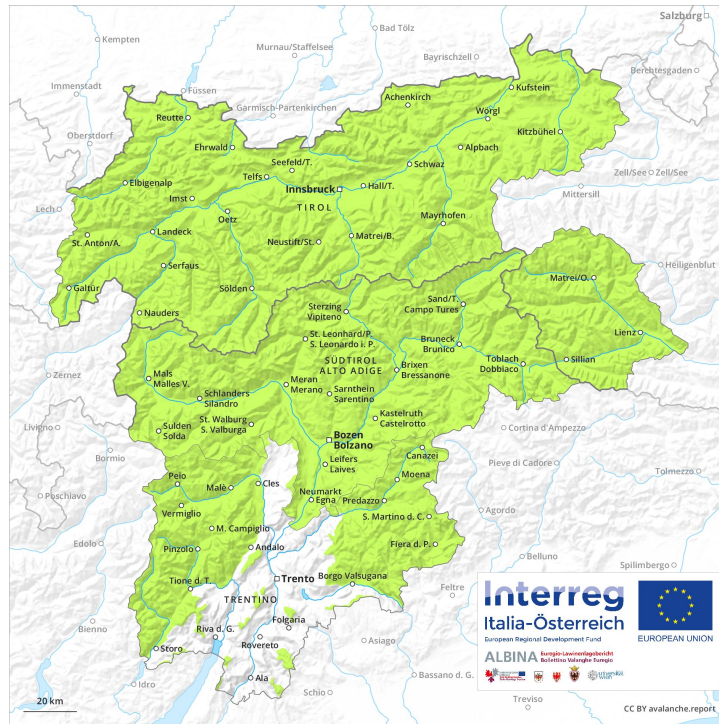 Salzburg
Bad Tölz
Kempten
Murnau/Staffelsee
Bayrischzell
Berchtesgaden
Immenstadt
Füssen
Garmisch-Partenkirchen
Achenkirch
Kufstein
Reutte
Wörgl
Oberstdorf
Kitzbühel
Ehrwald
Alpbach
Seefeld/T.
Schwaz
Telfs
Zell/See
Zell/See
Elbigenalp
Innsbruck
Hall/T.
Mittersill
Imst
TIROL
Lech
Oetz
Mayrhofen
Landeck
Matrei/B.
St. Anton/A.
Neustift/St.
Serfaus
Heiligenblut
Matrei/O.
Galtür
Sölden
Sand/T.
Campo Tures
Nauders
Sterzing
Vipiteno
Lienz
St. Leonhard/P.
S. Leonardo i. P.
Bruneck
Brunico
SÜDTIROL
ALTO ADIGE
Toblach
Dobbiaco
Sillian
Brixen
Bressanone
Zernez
Mals
Malles V.
Meran
Merano
Sarnthein
Sarentino
Schlanders
Silandro
Kastelruth
Castelrotto
St. Walburg
S. Valburga
Livigno
Sulden
Solda
Bozen
Bolzano
Cortina d'Ampezzo
Bormio
Canazei
Pieve di Cadore
Leifers
Laives
Tolmezzo
Peio
Moena
Poschiavo
Malè
Cles
Neumarkt
Egna
Predazzo
Vermiglio
Agordo
S. Martino d. C.
M. Campiglio
Edolo
Fiera d. P.
Pinzolo
Andalo
Belluno
Spilimbergo
Trento
Borgo Valsugana
Tione d. T.
Feltre
TRENTINO
Folgaria
Bienno
Riva d. G.
Rovereto
Asiago
Storo
Ala
Bassano d. G.
Idro
Schio
Treviso
20 km
Interreg
Italia-Österreich
European Regional Development Fund
EUROPEAN UNION
ALBINA
Euregio-Lawinenlagebericht
Bollettino Valanghe Euregio
universität
wien
CC BY avalanche.report